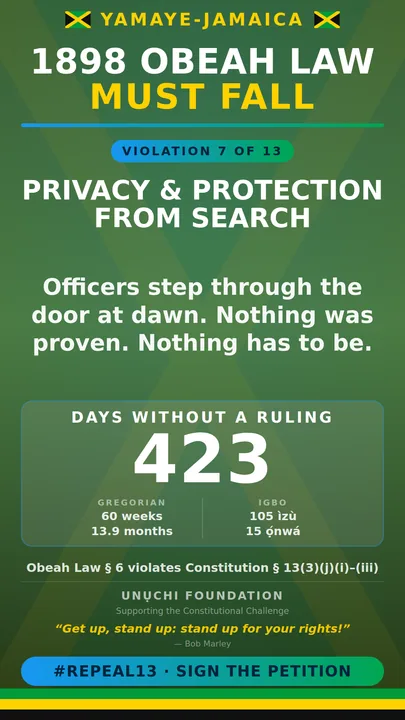 YAMAYE-JAMAICA
1898 OBEAH LAW
MUST FALL
VIOLATION 7 OF 13
PRIVACY & PROTECTION
FROM SEARCH
Officers step through the
door at dawn. Nothing was
proven. Nothing has to be.
DAYS WITHOUT A RULING
423
GREGORIAN
60 weeks
13.9 months
IGBO
105 ìzù
15 ọ́nwá
Obeah Law § 6 violates Constitution § 13(3)(j)(i)–(iii)
UNỤCHI FOUNDATION
Supporting the Constitutional Challenge
“Get up, stand up: stand up for your rights!”
— Bob Marley
#REPEAL13 · SIGN THE PETITION